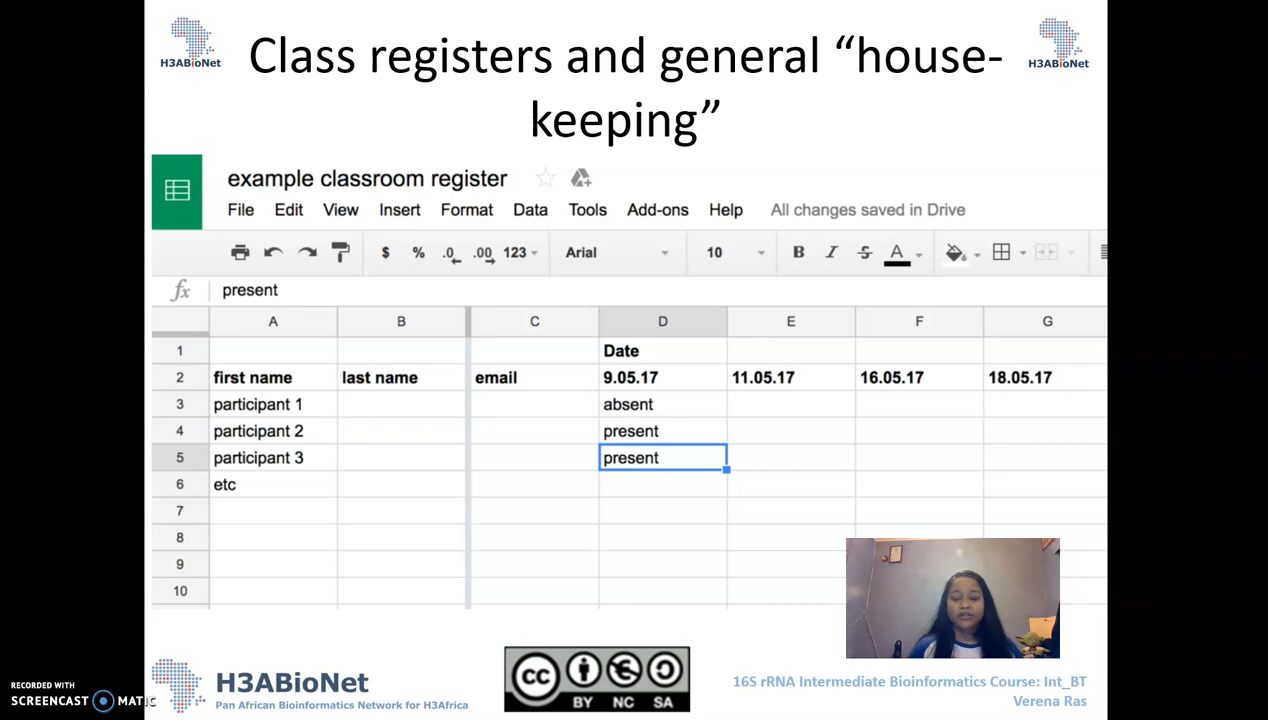 H3ABioNet
Class registers and general “house-
keeping”
H3ABioNet
example classroom register
File Edit View Insert Format Data Tools Add-ons Help All changes saved in Drive
$ % .0 .00 123 Arial 10 B I S A
fx present
A B C D E F G
1 Date
2 first name last name email 9.05.17 11.05.17 16.05.17 18.05.17
3 participant 1 absent
4 participant 2 present
5 participant 3 present
6 etc
7
8
9
10
RECORDED WITH
SCREENCAST MATIC
H3ABioNet
Pan African Bioinformatics Network for H3Africa
cc
BY NC SA
16S rRNA Intermediate Bioinformatics Course: Int_BT
Verena Ras